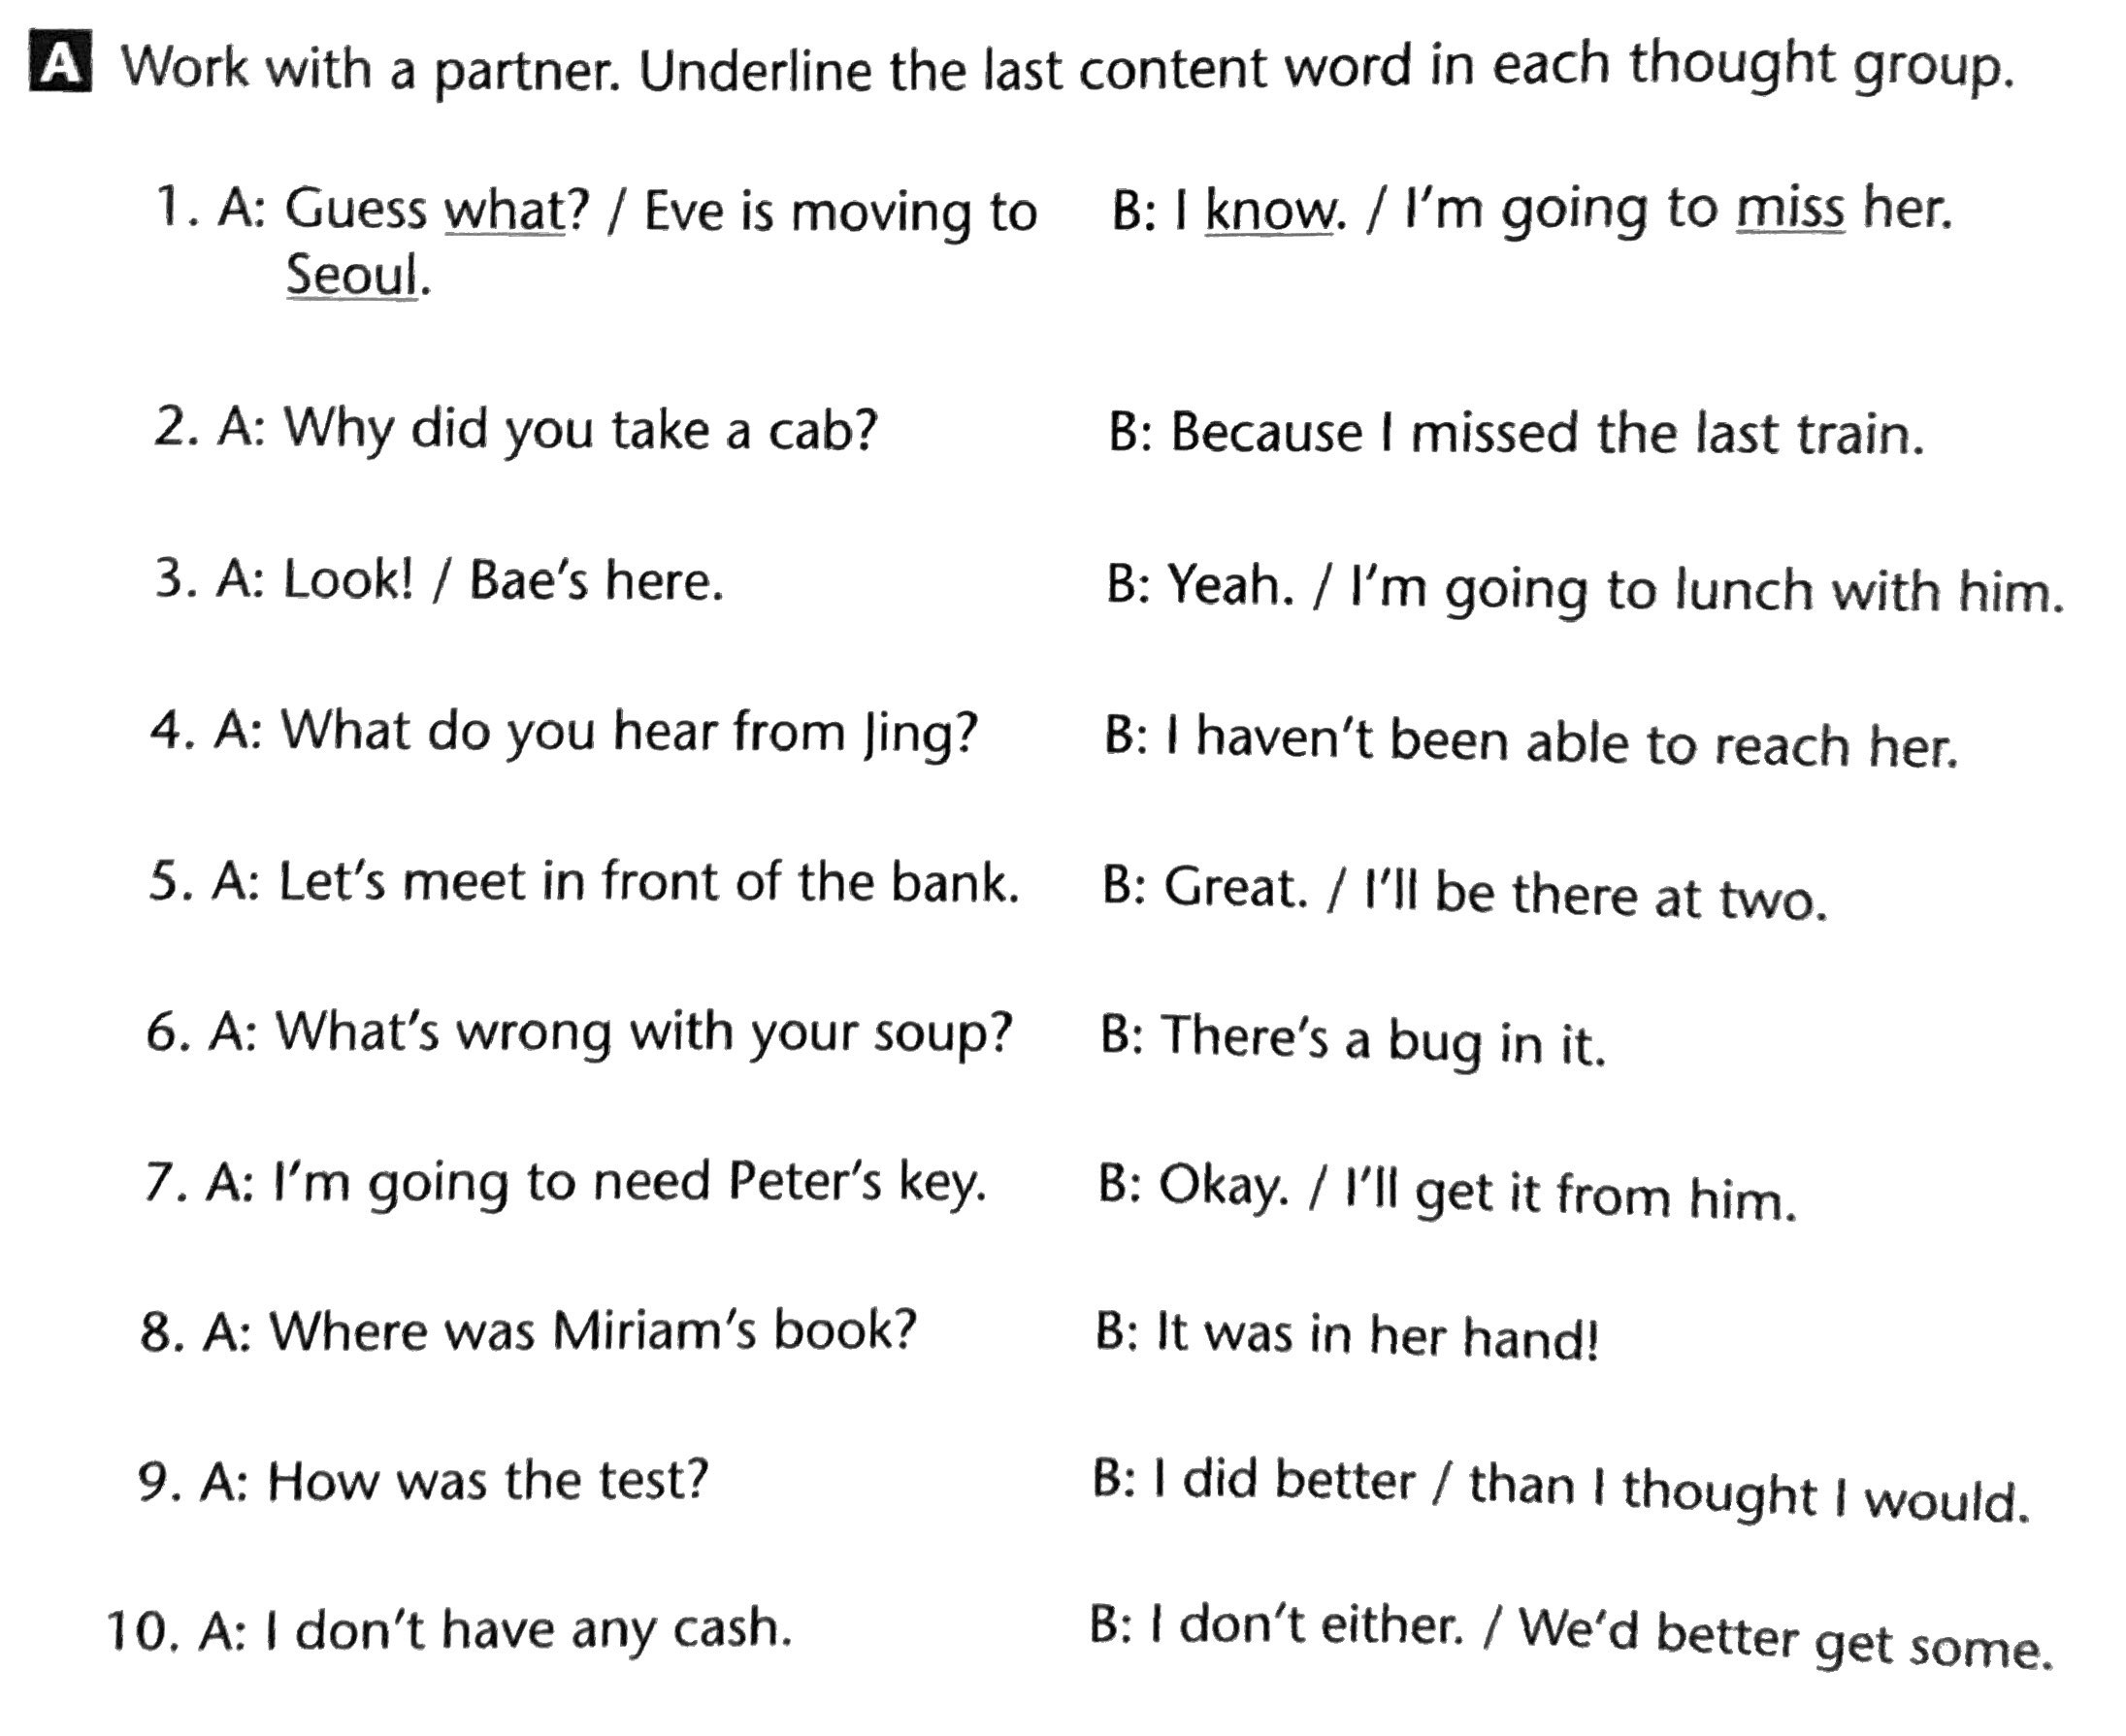 A Work with a partner. Underline the last content word in each thought group.
1. A: Guess what? / Eve is moving to Seoul.
B: I know. / I'm going to miss her.
2. A: Why did you take a cab?
B: Because I missed the last train.
3. A: Look! / Bae's here.
B: Yeah. / I'm going to lunch with him.
4. A: What do you hear from Jing?
B: I haven't been able to reach her.
5. A: Let's meet in front of the bank.
B: Great. / I'll be there at two.
6. A: What's wrong with your soup?
B: There's a bug in it.
7. A: I'm going to need Peter's key.
B: Okay. / I'll get it from him.
8. A: Where was Miriam's book?
B: It was in her hand!
9. A: How was the test?
B: I did better / than I thought I would.
10. A: I don't have any cash.
B: I don't either. / We'd better get some.